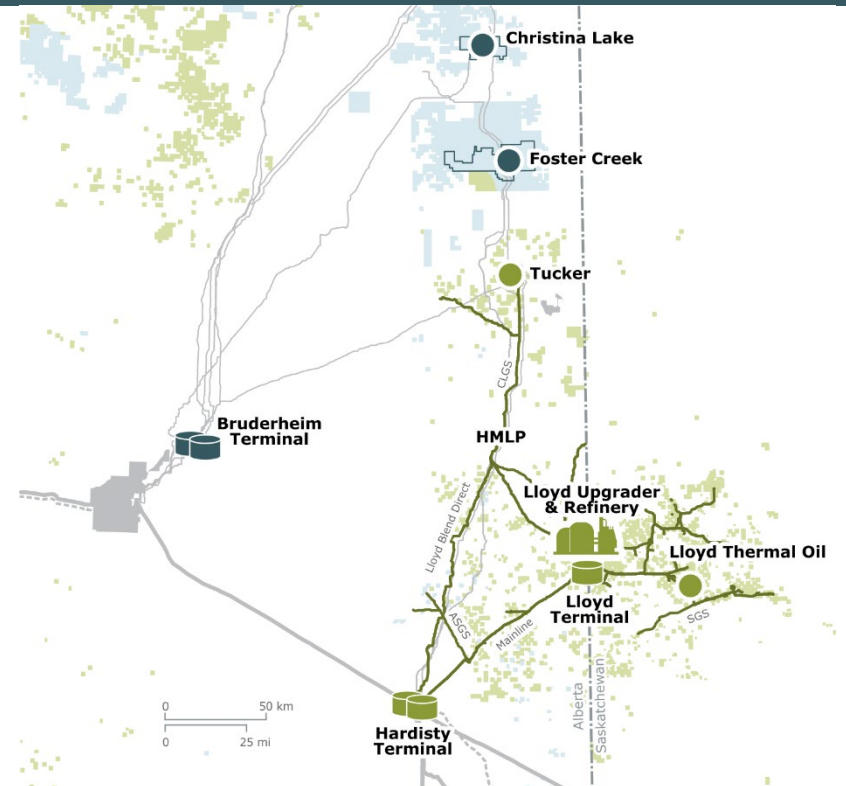 Christina Lake
Foster Creek
Tucker
CLGS
Bruderheim
Terminal
HMLP
Lloyd Upgrader
& Refinery
Lloyd Blend Direct
Lloyd Thermal Oil
Lloyd
Terminal
ASGS
Mainline
SGS
Alberta
Saskatchewan
0 50 km
0 25 mi
Hardisty
Terminal